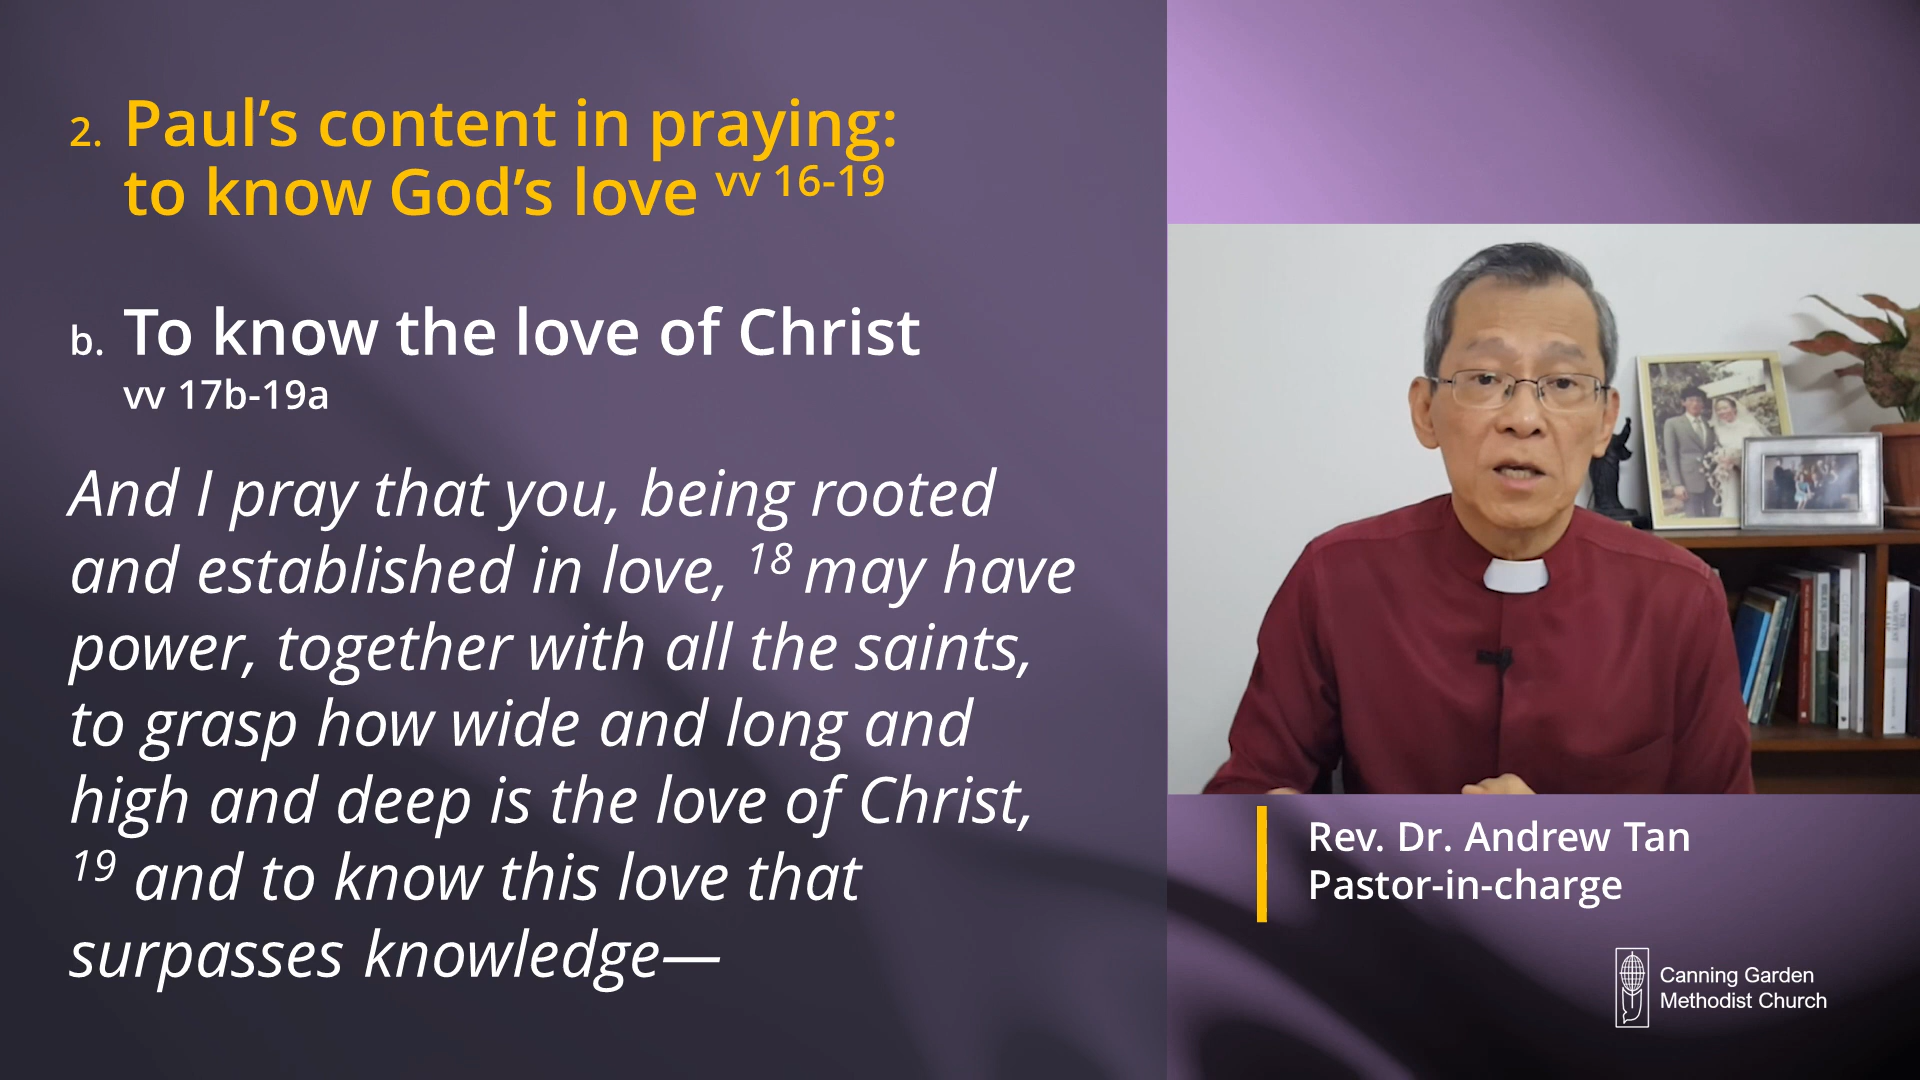 2. Paul’s content in praying:
to know God’s love vv 16-19
b. To know the love of Christ
vv 17b-19a
And I pray that you, being rooted
and established in love, 18 may have
power, together with all the saints,
to grasp how wide and long and
high and deep is the love of Christ,
19 and to know this love that
surpasses knowledge—
Rev. Dr. Andrew Tan
Pastor-in-charge
Canning Garden
Methodist Church